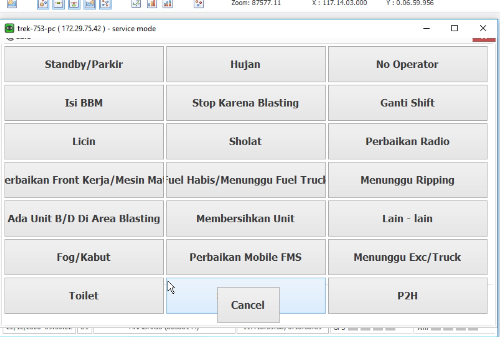 Zoom: 87577.11 X : 117.14.03.000 Y : 0.06.59.956
trek-753-pc ( 172.29.75.42 ) - service mode
Standby/Parkir Hujan No Operator
Isi BBM Stop Karena Blasting Ganti Shift
Licin Sholat Perbaikan Radio
erbaikan Front Kerja/Mesin Mat Fuel Habis/Menunggu Fuel Truck Menunggu Ripping
Ada Unit B/D Di Area Blasting Membersihkan Unit Lain - lain
Fog/Kabut Perbaikan Mobile FMS Menunggu Exc/Truck
Toilet P2H
Cancel